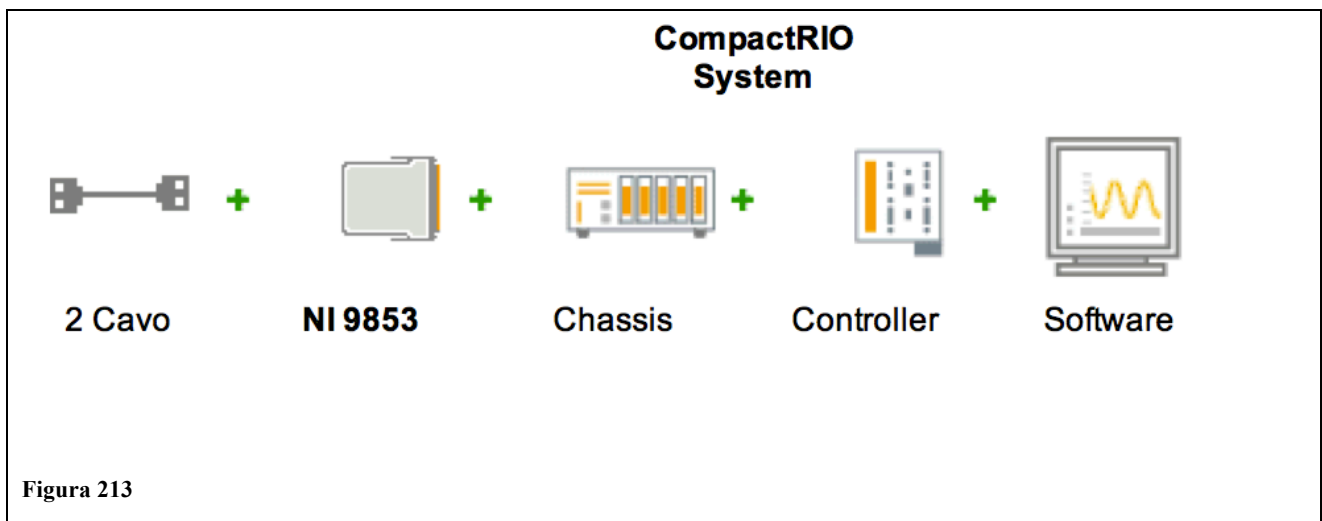 CompactRIO
System
2 Cavo
NI 9853
Chassis
Controller
Software
Figura 213